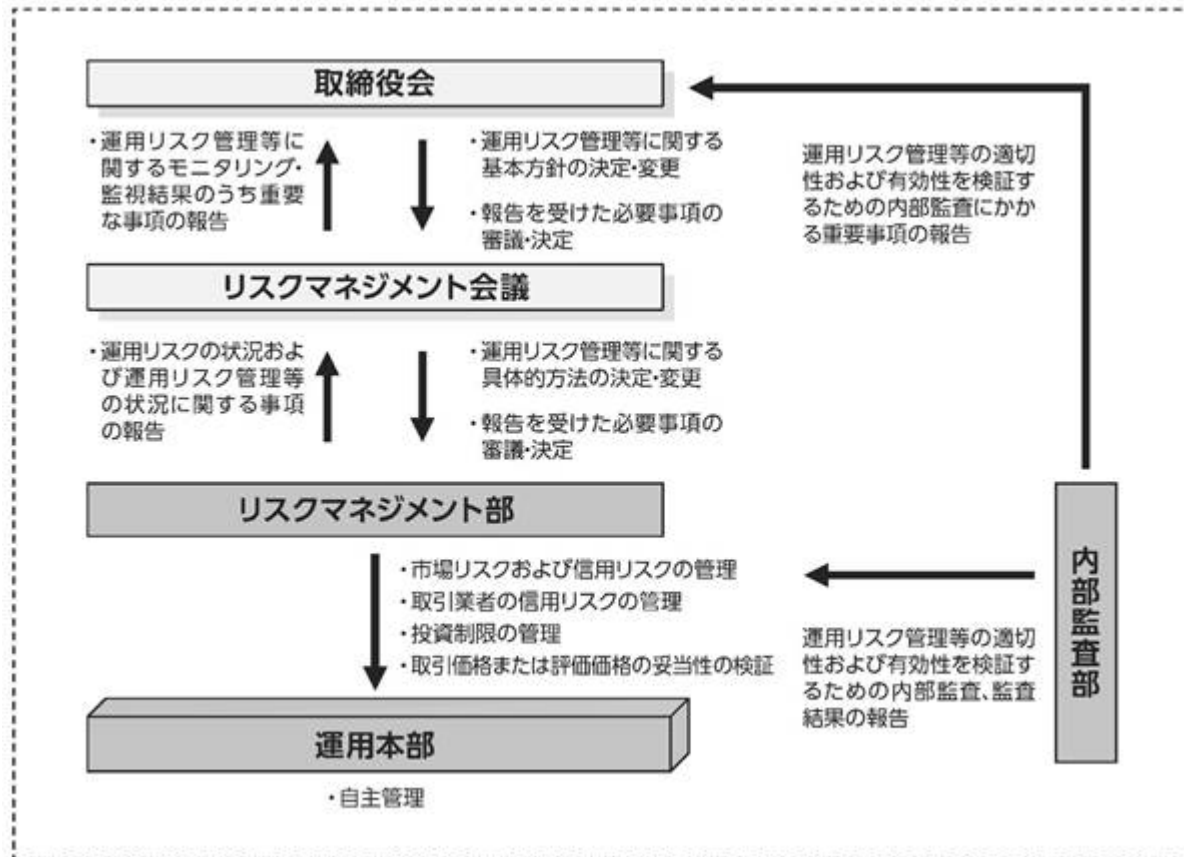 取締役会
・運用リスク管理等に
関するモニタリング・
監視結果のうち重要
な事項の報告
・運用リスク管理等に関する
基本方針の決定・変更
・報告を受けた必要事項の
審議・決定
運用リスク管理等の適切
性および有効性を検証す
るための内部監査にかか
る重要事項の報告
リスクマネジメント会議
・運用リスクの状況およ
び運用リスク管理等
の状況に関する事項
の報告
・運用リスク管理等に関する
具体的方法の決定・変更
・報告を受けた必要事項の
審議・決定
リスクマネジメント部
・市場リスクおよび信用リスクの管理
・取引業者の信用リスクの管理
・投資制限の管理
・取引価格または評価価格の妥当性の検証
運用リスク管理等の適切
性および有効性を検証す
るための内部監査、監査
結果の報告
内部監査部
運用本部
・自主管理